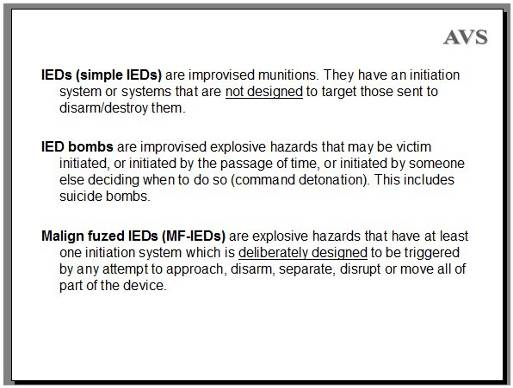 AVS
IEDs (simple IEDs) are improvised munitions. They have an initiation
system or systems that are not designed to target those sent to
disarm/destroy them.
IED bombs are improvised explosive hazards that may be victim
initiated, or initiated by the passage of time, or initiated by someone
else deciding when to do so (command detonation). This includes
suicide bombs.
Malign fuzed IEDs (MF-IEDs) are explosive hazards that have at least
one initiation system which is deliberately designed to be triggered
by any attempt to approach, disarm, separate, disrupt or move all of
part of the device.